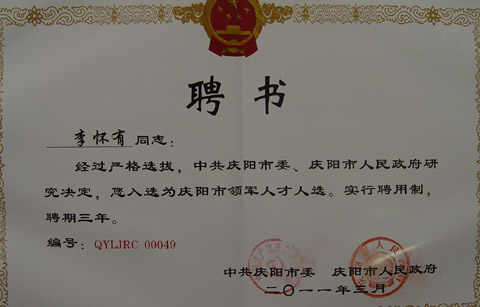 聘书
李怀有 同志:
经过严格选拔，中共庆阳市委、庆阳市人民政府研
究决定，您入选为庆阳市领军人才人选。实行聘用制，
聘期三年。
编号: QYLJRC 00049
中共庆阳市委 庆阳市人民政府
二〇一一年三月